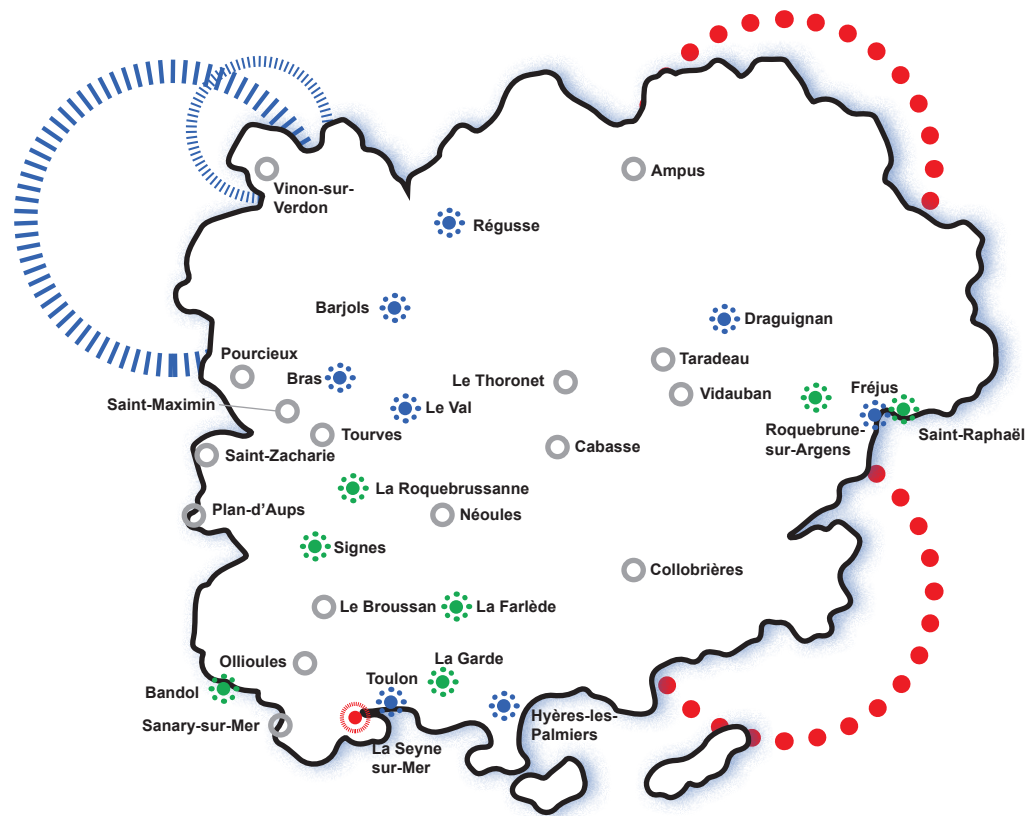 Vinon-sur-
Verdon
Ampus
Régusse
Barjols
Draguignan
Pourcieux
Taradeau
Bras
Le Thoronet
Fréjus
Vidauban
Saint-Maximin
Le Val
Tourves
Roquebrune-
sur-Argens
Saint-Raphaël
Saint-Zacharie
Cabasse
La Roquebrussanne
Plan-d'Aups
Néoules
Signes
Collobrières
Le Broussan
La Farlède
Ollioules
La Garde
Toulon
Bandol
Sanary-sur-Mer
Hyères-les-
Palmiers
La Seyne
sur-Mer